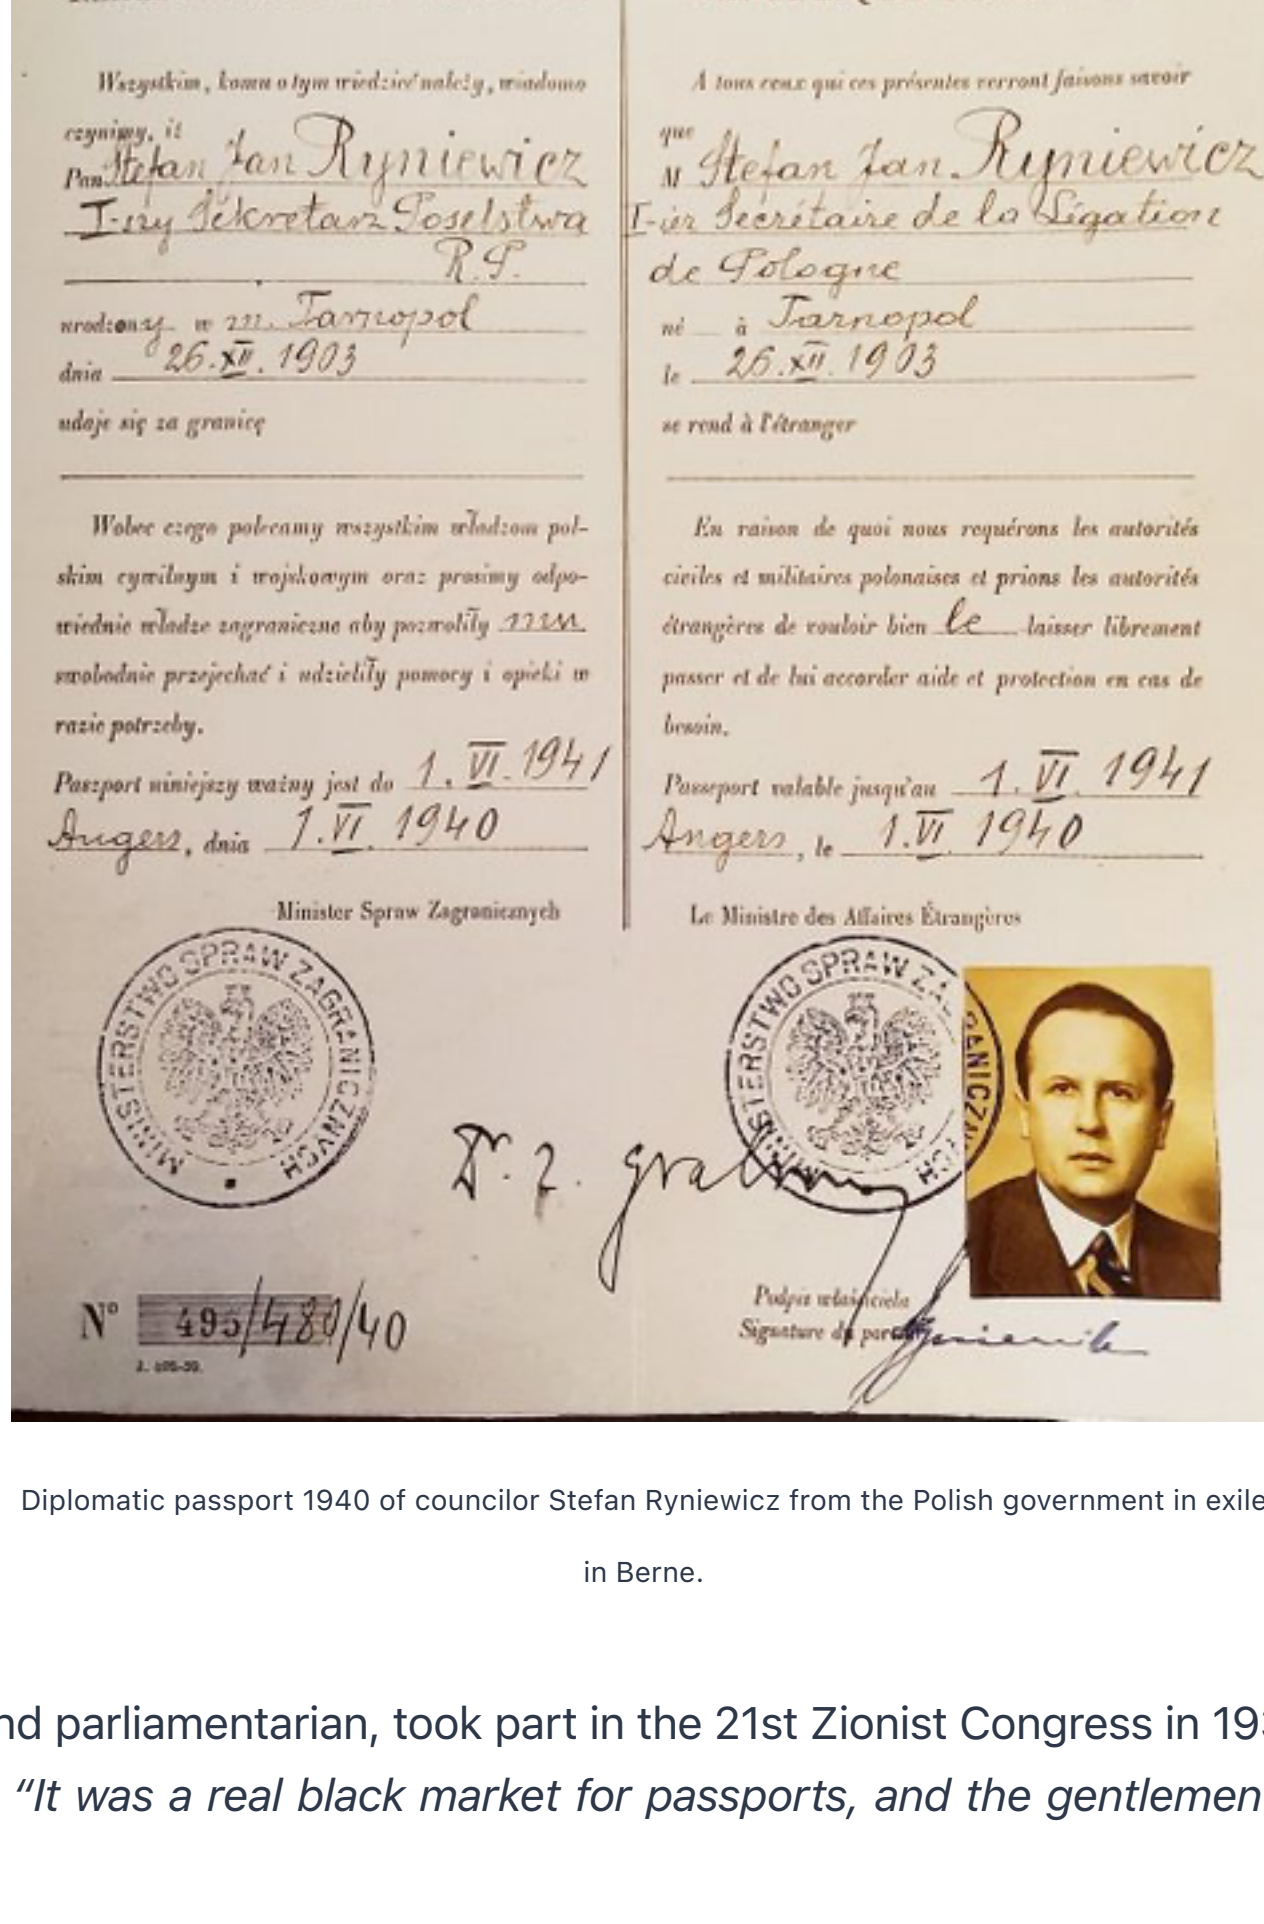 Wszystkim, komu o tym wiedzieć należy, wiadomo
czynimy, iż
Pan Stefan Jan Ryniewicz
I-szy Sekretarz Poselstwa
R.P.
urodzony w m. Tarnopol
dnia 26.XII.1903
udaje się za granicę
Wobec czego polecamy wszystkim władzom pol-
skim cywilnym i wojskowym oraz prosimy odpo-
wiednie władze zagraniczne aby pozwoliły mu
swobodnie przejechać i udzieliły pomocy i opieki w
razie potrzeby.
Paszport niniejszy ważny jest do 1.VI.1941
Angers, dnia 1.VI 1940
Minister Spraw Zagranicznych
MINISTERSTWO SPRAW ZAGRANICZNYCH
Nº 495/480/40
A tous ceux qui ces présentes verront faisons savoir
que
M Stefan Jan Ryniewicz
I-ier Secrétaire de la Légation
de Pologne
né à Tarnopol
le 26.XII.1903
se rend à l'étranger
En raison de quoi nous requérons les autorités
civiles et militaires polonaises et prions les autorités
étrangères de vouloir bien le laisser librement
passer et de lui accorder aide et protection en cas de
besoin.
Passeport valable jusqu'au 1.VI.1941
Angers, le 1.VI 1940
Le Ministre des Affaires Étrangères
MINISTERSTWO SPRAW ZAGRANICZNYCH
Podpis właściciela
Signature du
Diplomatic passport 1940 of councilor Stefan Ryniewicz from the Polish government in exile
in Berne.
nd parliamentarian, took part in the 21st Zionist Congress in 193
“It was a real black market for passports, and the gentlemen